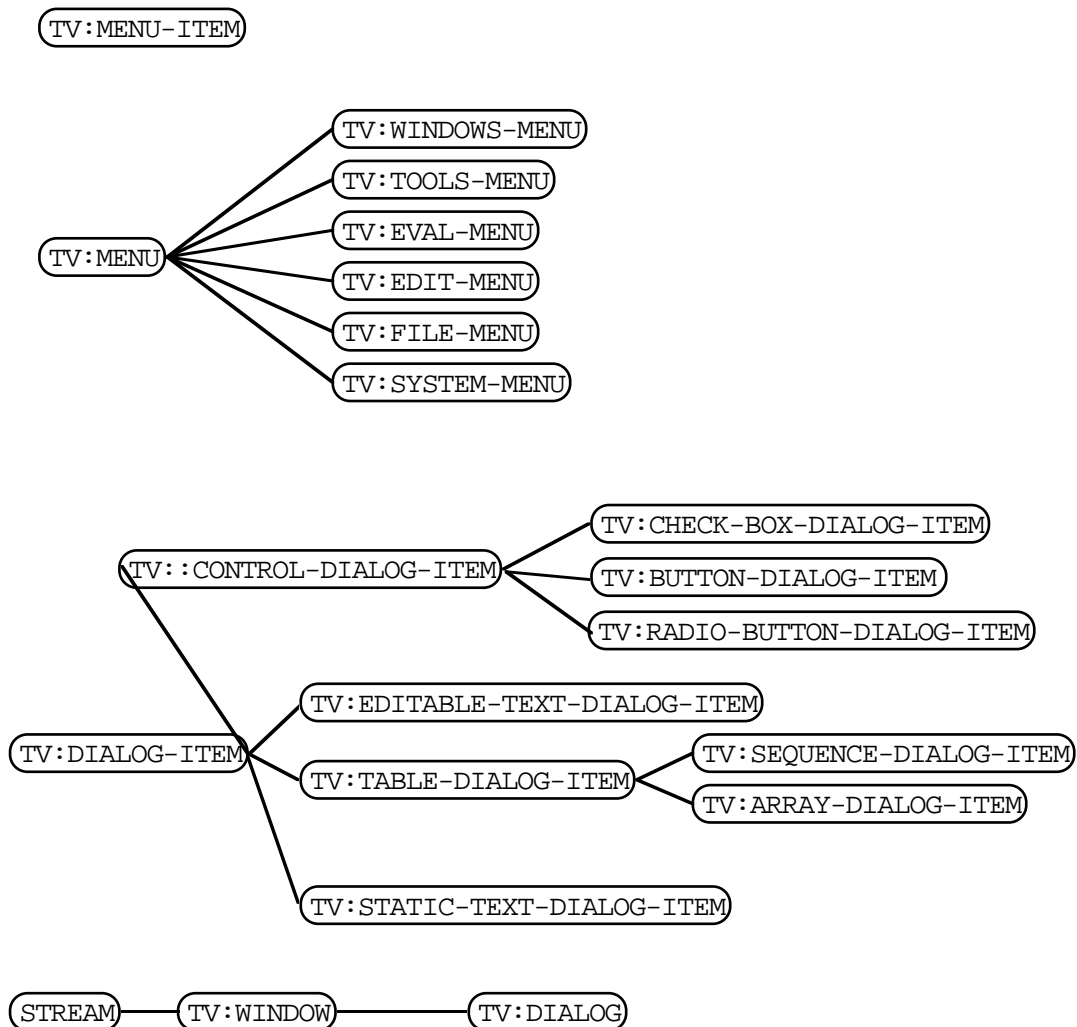 TV:MENU-ITEM
TV:WINDOWS-MENU
TV:TOOLS-MENU
TV:EVAL-MENU
TV:MENU
TV:EDIT-MENU
TV:FILE-MENU
TV:SYSTEM-MENU
TV:CHECK-BOX-DIALOG-ITEM
TV::CONTROL-DIALOG-ITEM
TV:BUTTON-DIALOG-ITEM
TV:RADIO-BUTTON-DIALOG-ITEM
TV:EDITABLE-TEXT-DIALOG-ITEM
TV:DIALOG-ITEM
TV:SEQUENCE-DIALOG-ITEM
TV:TABLE-DIALOG-ITEM
TV:ARRAY-DIALOG-ITEM
TV:STATIC-TEXT-DIALOG-ITEM
STREAM TV:WINDOW TV:DIALOG